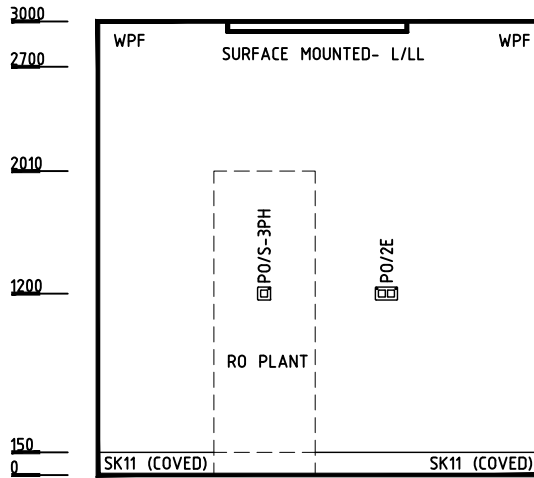 3000
WPF
WPF
SURFACE MOUNTED- L/LL
2700
2010
PO/S-3PH
PO/2E
1200
RO PLANT
150
SK11 (COVED)
SK11 (COVED)
0